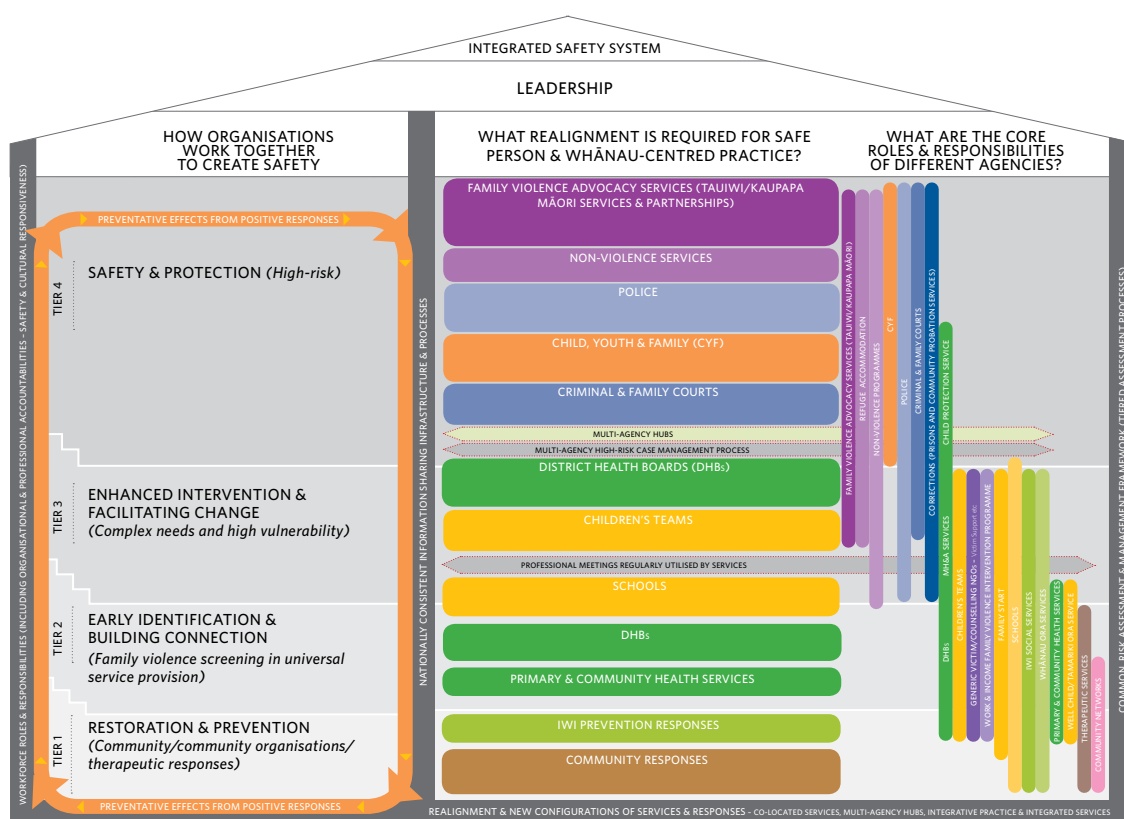 INTEGRATED SAFETY SYSTEM
LEADERSHIP
HOW ORGANISATIONS
WORK TOGETHER
TO CREATE SAFETY
WHAT REALIGNMENT IS REQUIRED FOR SAFE
PERSON & WHĀNAU-CENTRED PRACTICE?
WHAT ARE THE CORE
ROLES & RESPONSIBILITIES
OF DIFFERENT AGENCIES?
WORKFORCE ROLES & RESPONSIBILITIES (INCLUDING ORGANISATIONAL & PROFESSIONAL ACCOUNTABILITIES – SAFETY & CULTURAL RESPONSIVENESS)
PREVENTATIVE EFFECTS FROM POSITIVE RESPONSES
TIER 4
SAFETY & PROTECTION (High-risk)
TIER 3
ENHANCED INTERVENTION &
FACILITATING CHANGE
(Complex needs and high vulnerability)
TIER 2
EARLY IDENTIFICATION &
BUILDING CONNECTION
(Family violence screening in universal
service provision)
TIER 1
RESTORATION & PREVENTION
(Community/community organisations/
therapeutic responses)
PREVENTATIVE EFFECTS FROM POSITIVE RESPONSES
NATIONALLY CONSISTENT INFORMATION SHARING INFRASTRUCTURE & PROCESSES
FAMILY VIOLENCE ADVOCACY SERVICES (TAUIWI/KAUPAPA
MĀORI SERVICES & PARTNERSHIPS)
NON-VIOLENCE SERVICES
POLICE
CHILD, YOUTH & FAMILY (CYF)
CRIMINAL & FAMILY COURTS
MULTI-AGENCY HUBS
MULTI-AGENCY HIGH-RISK CASE MANAGEMENT PROCESS
DISTRICT HEALTH BOARDS (DHBs)
CHILDREN'S TEAMS
PROFESSIONAL MEETINGS REGULARLY UTILISED BY SERVICES
SCHOOLS
DHBs
PRIMARY & COMMUNITY HEALTH SERVICES
IWI PREVENTION RESPONSES
COMMUNITY RESPONSES
FAMILY VIOLENCE ADVOCACY SERVICES (TAUIWI/KAUPAPA MĀORI)
REFUGE ACCOMMODATION
NON-VIOLENCE PROGRAMMES
CYF
POLICE
CRIMINAL & FAMILY COURTS
CORRECTIONS (PRISONS AND COMMUNITY PROBATION SERVICES)
DHBs
MH&A SERVICES
CHILD PROTECTION SERVICE
CHILDREN'S TEAMS
GENERIC VICTIM/COUNSELLING NGOs – Victim Support etc
WORK & INCOME FAMILY VIOLENCE INTERVENTION PROGRAMME
FAMILY START
SCHOOLS
IWI SOCIAL SERVICES
WHĀNAU ORA SERVICES
PRIMARY & COMMUNITY HEALTH SERVICES
WELL CHILD/TAMARIKI ORA SERVICE
THERAPEUTIC SERVICES
COMMUNITY NETWORKS
COMMON RISK ASSESSMENT & MANAGEMENT FRAMEWORK (TIERED ASSESSMENT PROCESSES)
REALIGNMENT & NEW CONFIGURATIONS OF SERVICES & RESPONSES – CO-LOCATED SERVICES, MULTI-AGENCY HUBS, INTEGRATIVE PRACTICE & INTEGRATED SERVICES